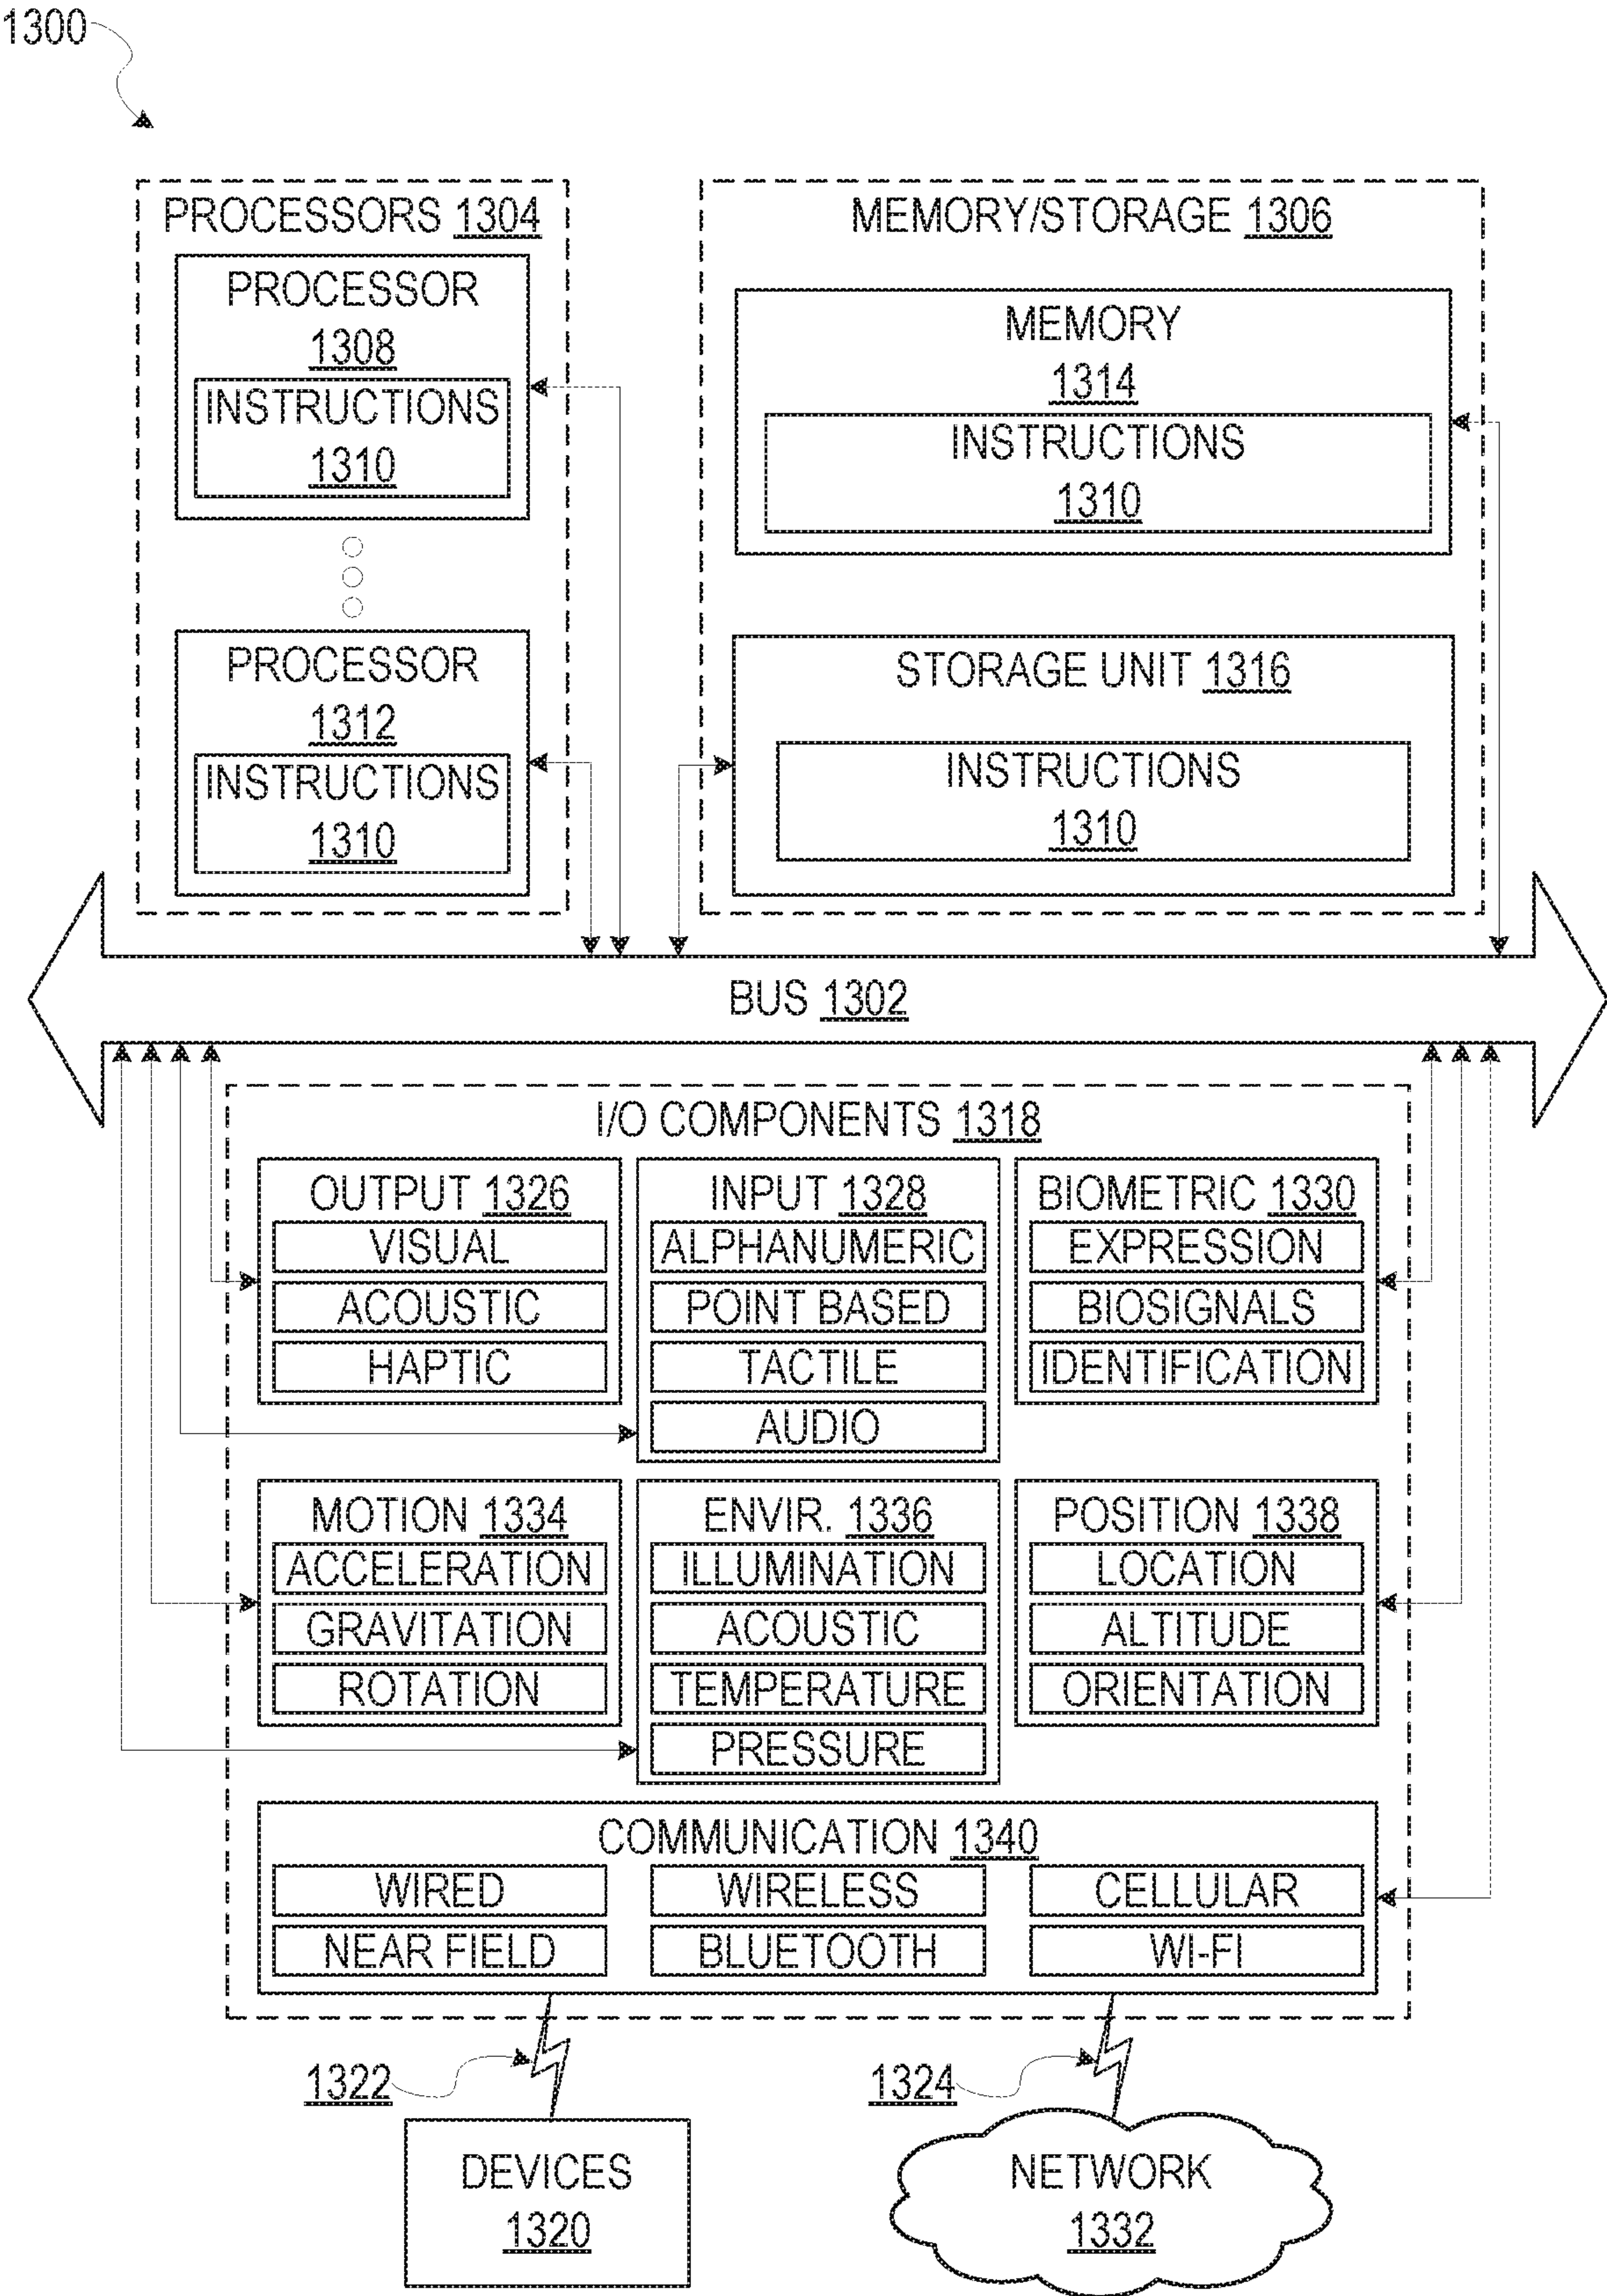 1300
PROCESSORS 1304
PROCESSOR
1308
INSTRUCTIONS
1310
PROCESSOR
1312
INSTRUCTIONS
1310
MEMORY/STORAGE 1306
MEMORY
1314
INSTRUCTIONS
1310
STORAGE UNIT 1316
INSTRUCTIONS
1310
BUS 1302
I/O COMPONENTS 1318
OUTPUT 1326
VISUAL
ACOUSTIC
HAPTIC
INPUT 1328
ALPHANUMERIC
POINT BASED
TACTILE
AUDIO
BIOMETRIC 1330
EXPRESSION
BIOSIGNALS
IDENTIFICATION
MOTION 1334
ACCELERATION
GRAVITATION
ROTATION
ENVIR. 1336
ILLUMINATION
ACOUSTIC
TEMPERATURE
PRESSURE
POSITION 1338
LOCATION
ALTITUDE
ORIENTATION
COMMUNICATION 1340
WIRED
WIRELESS
CELLULAR
NEAR FIELD
BLUETOOTH
WI-FI
1322
1324
DEVICES
1320
NETWORK
1332